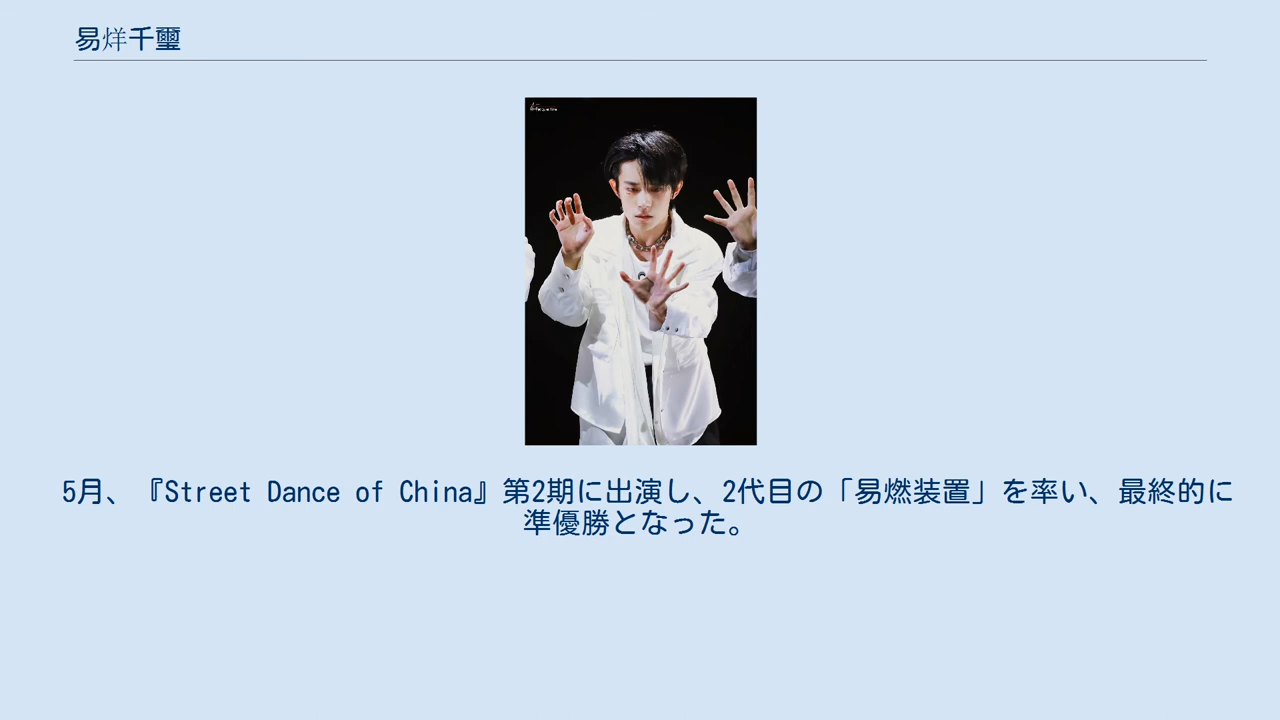 易烊千璽
5月、『Street Dance of China』第2期に出演し、2代目の「易燃装置」を率い、最終的に
準優勝となった。